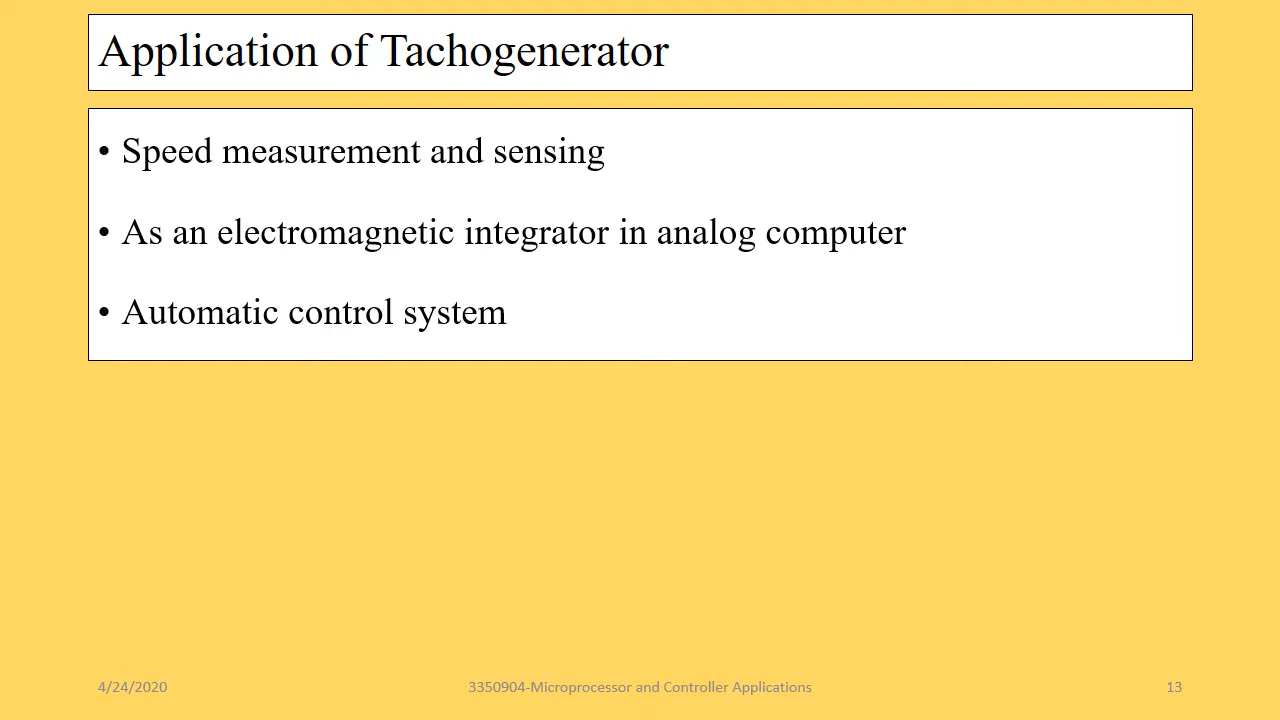 Application of Tachogenerator
• Speed measurement and sensing
• As an electromagnetic integrator in analog computer
• Automatic control system
4/24/2020
3350904-Microprocessor and Controller Applications
13